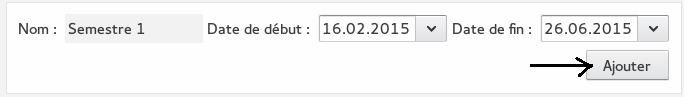 Nom : Semestre 1 Date de début : 16.02.2015 Date de fin : 26.06.2015
Ajouter